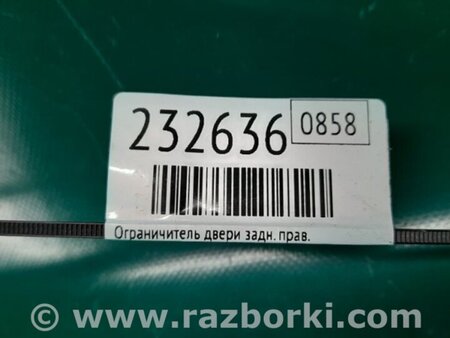 232636 0858
Ограничитель двери задн. прав.
© www.razborki.com